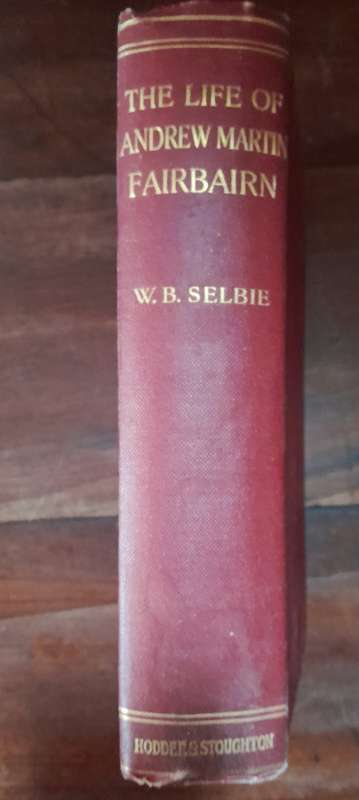 THE LIFE OF
ANDREW MARTIN
FAIRBAIRN
W. B. SELBIE
HODDER & STOUGHTON